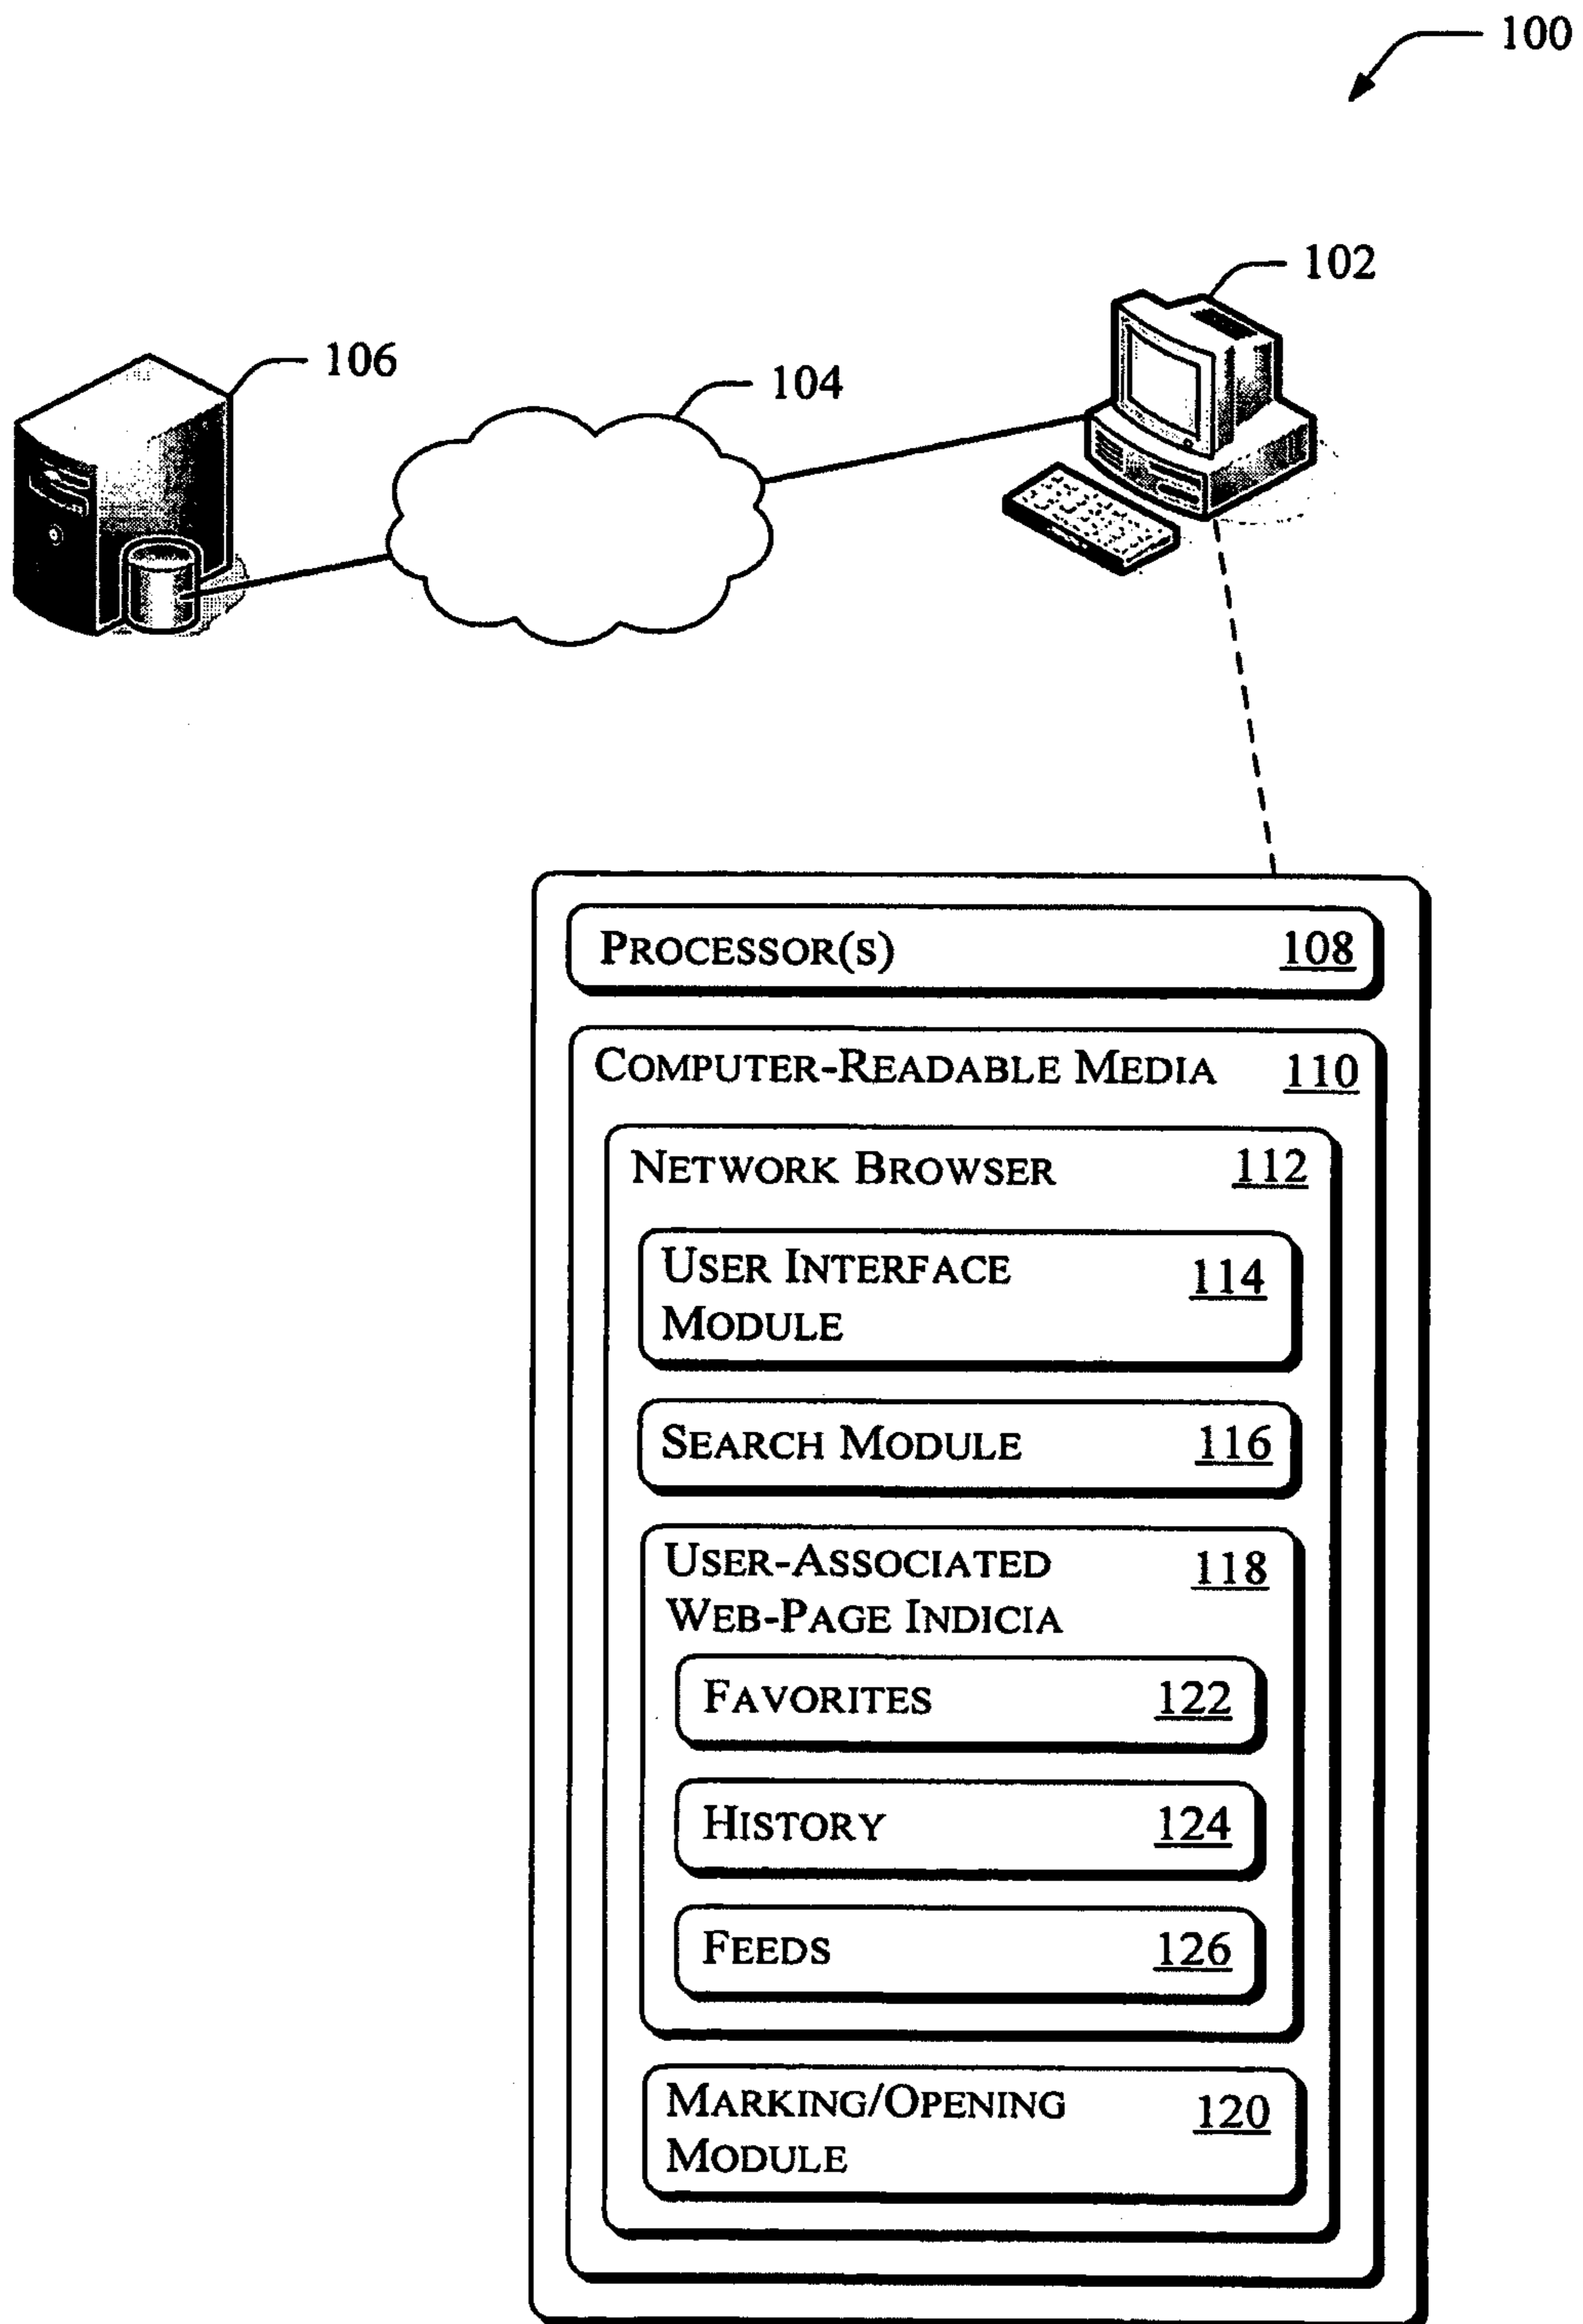 100
102
106
104
PROCESSOR(S) 108
COMPUTER-READABLE MEDIA 110
NETWORK BROWSER 112
USER INTERFACE 114
MODULE
SEARCH MODULE 116
USER-ASSOCIATED 118
WEB-PAGE INDICIA
FAVORITES 122
HISTORY 124
FEEDS 126
MARKING/OPENING 120
MODULE